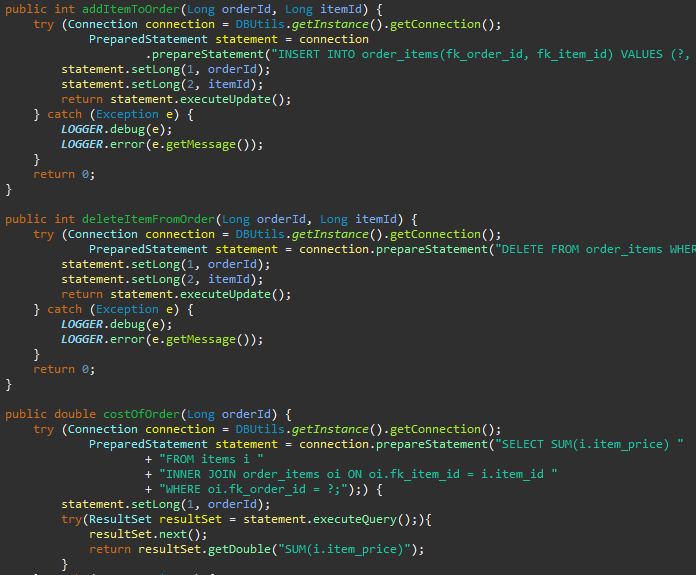 public int addItemToOrder(Long orderId, Long itemId) {
try (Connection connection = DBUtils.getInstance().getConnection();
PreparedStatement statement = connection
.prepareStatement("INSERT INTO order_items(fk_order_id, fk_item_id) VALUES (?,
statement.setLong(1, orderId);
statement.setLong(2, itemId);
return statement.executeUpdate();
} catch (Exception e) {
LOGGER.debug(e);
LOGGER.error(e.getMessage());
}
return 0;
}
public int deleteItemFromOrder(Long orderId, Long itemId) {
try (Connection connection = DBUtils.getInstance().getConnection();
PreparedStatement statement = connection.prepareStatement("DELETE FROM order_items WHER
statement.setLong(1, orderId);
statement.setLong(2, itemId);
return statement.executeUpdate();
} catch (Exception e) {
LOGGER.debug(e);
LOGGER.error(e.getMessage());
}
return 0;
}
public double costOfOrder(Long orderId) {
try (Connection connection = DBUtils.getInstance().getConnection();
PreparedStatement statement = connection.prepareStatement("SELECT SUM(i.item_price) "
+ "FROM items i "
+ "INNER JOIN order_items oi ON oi.fk_item_id = i.item_id "
+ "WHERE oi.fk_order_id = ?;");) {
statement.setLong(1, orderId);
try(ResultSet resultSet = statement.executeQuery();){
resultSet.next();
return resultSet.getDouble("SUM(i.item_price)");
}